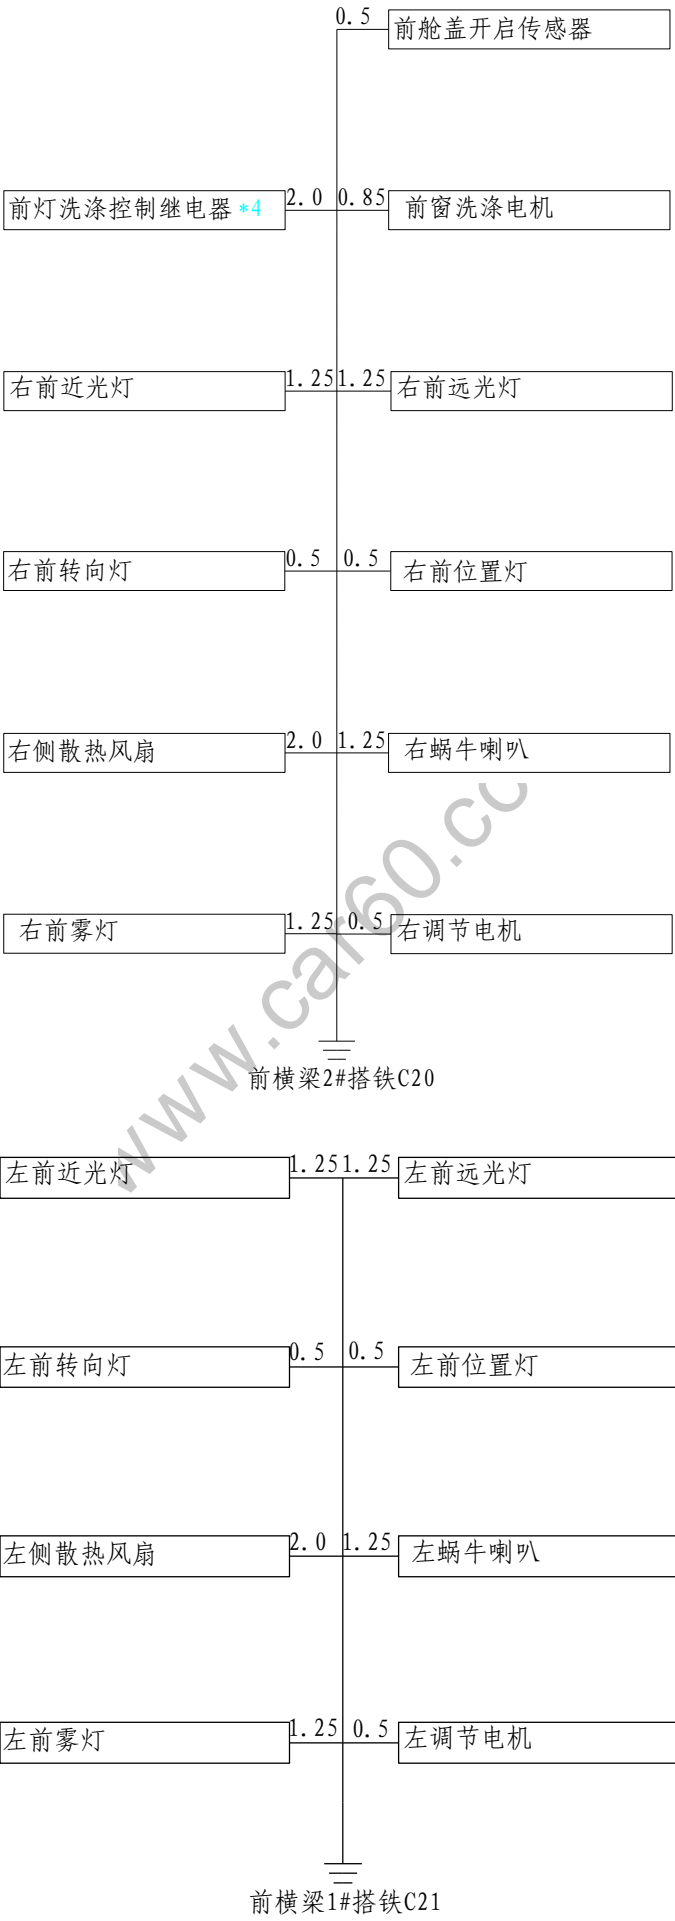 0.5
前舱盖开启传感器
前灯洗涤控制继电器*4 2.0 0.85 前窗洗涤电机
右前近光灯 1.25 1.25 右前远光灯
右前转向灯 0.5 0.5 右前位置灯
右侧散热风扇 2.0 1.25 右蜗牛喇叭
右前雾灯 1.25 0.5 右调节电机
前横梁2#搭铁C20
www.car60.co
左前近光灯 1.25 1.25 左前远光灯
左前转向灯 0.5 0.5 左前位置灯
左侧散热风扇 2.0 1.25 左蜗牛喇叭
左前雾灯 1.25 0.5 左调节电机
前横梁1#搭铁C21